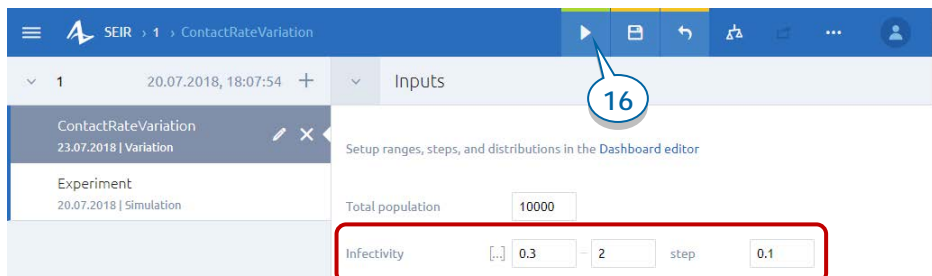 SEIR › 1 › ContactRateVariation
1 20.07.2018, 18:07:54 +
Inputs
16
ContactRateVariation
23.07.2018 | Variation
Setup ranges, steps, and distributions in the Dashboard editor
Experiment
20.07.2018 | Simulation
Total population 10000
Infectivity [...] 0.3 – 2 step 0.1